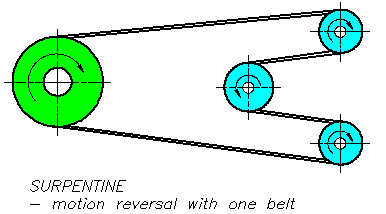 SURPENTINE
– motion reversal with one belt